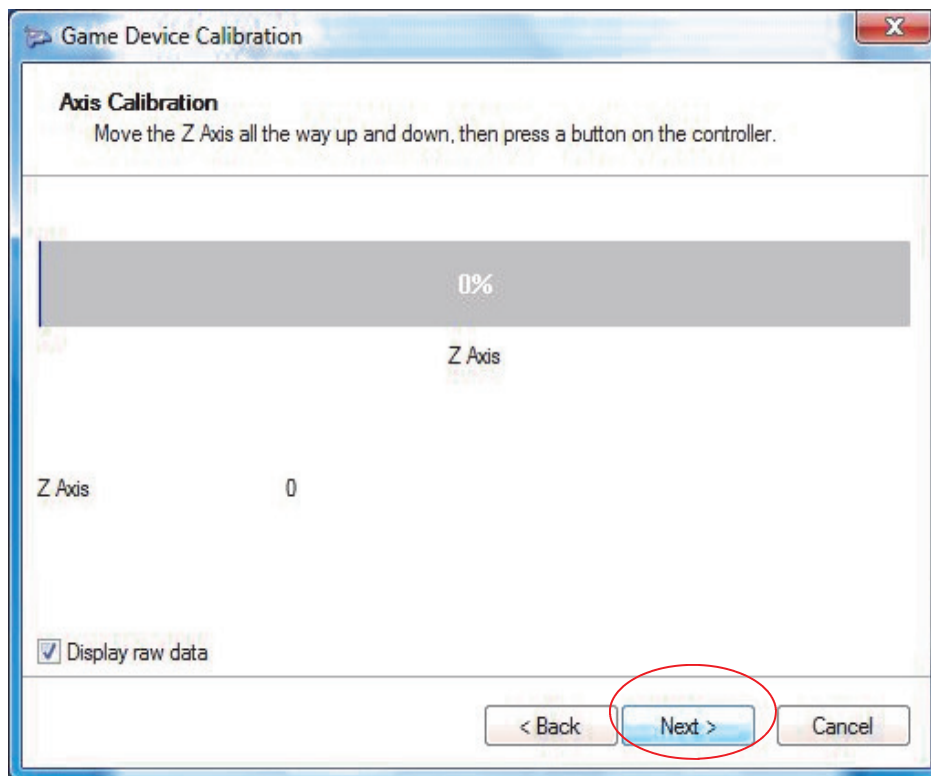 Game Device Calibration
X
Axis Calibration
Move the Z Axis all the way up and down, then press a button on the controller.
0%
Z Axis
Z Axis 0
Display raw data
< Back Next > Cancel